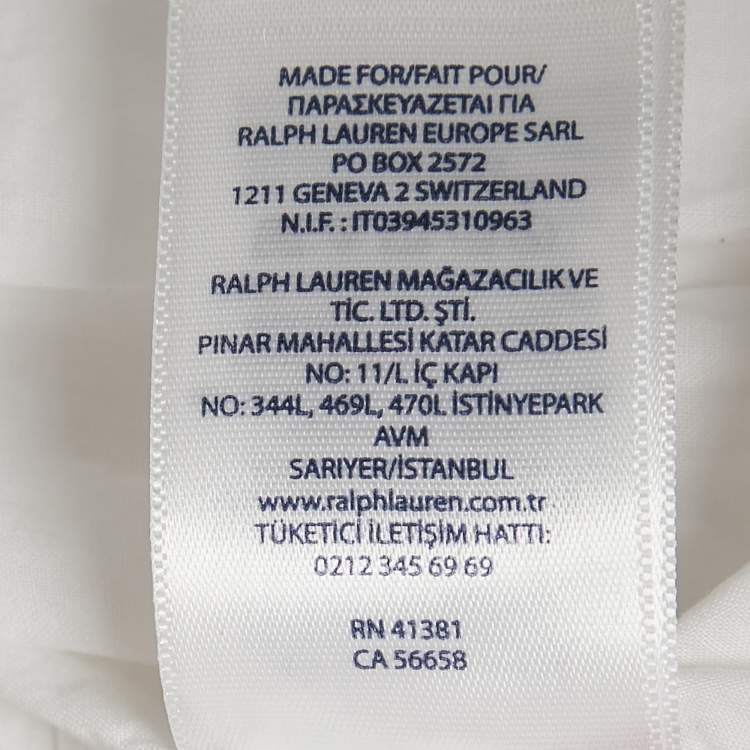 MADE FOR/FAIT POUR/
ΠΑΡΑΣΚΕΥΑΖΕΤΑΙ ΓΙΑ
RALPH LAUREN EUROPE SARL
PO BOX 2572
1211 GENEVA 2 SWITZERLAND
N.I.F. : IT03945310963
RALPH LAUREN MAĞAZACILIK VE
TİC. LTD. ŞTİ.
PINAR MAHALLESİ KATAR CADDESİ
NO: 11/L İÇ KAPI
NO: 344L, 469L, 470L İSTİNYEPARK
AVM
SARIYER/İSTANBUL
www.ralphlauren.com.tr
TÜKETİCİ İLETİŞİM HATTI:
0212 345 69 69
RN 41381
CA 56658